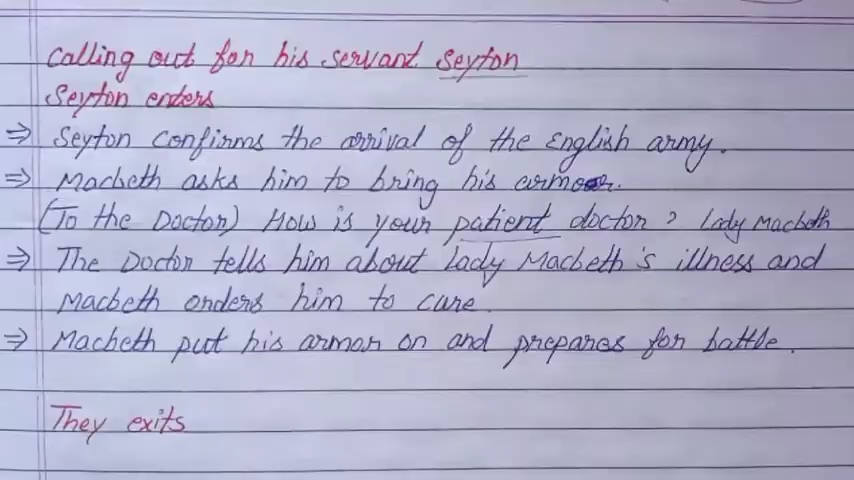 Calling out for his servant Seyton
Seyton enters
⇒ Seyton confirms the arrival of the English army.
⇒ Macbeth asks him to bring his armour.
(To the Doctor) How is your patient doctor? Lady Macbeth
⇒ The Doctor tells him about Lady Macbeth's illness and
Macbeth orders him to cure.
⇒ Macbeth put his armor on and prepares for battle.
They exits